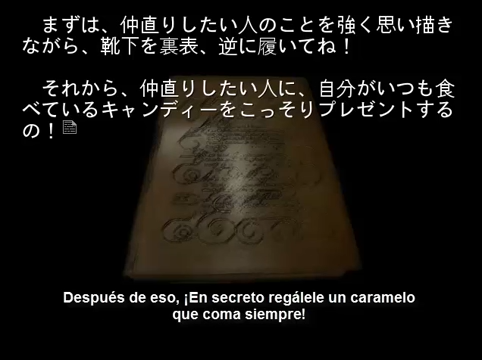 まずは、仲直りしたい人のことを強く思い描き
ながら、靴下を裏表、逆に履いてね！
それから、仲直りしたい人に、自分がいつも食
べているキャンディーをこっそりプレゼントする
の！
Después de eso, ¡En secreto regálele un caramelo
que coma siempre!